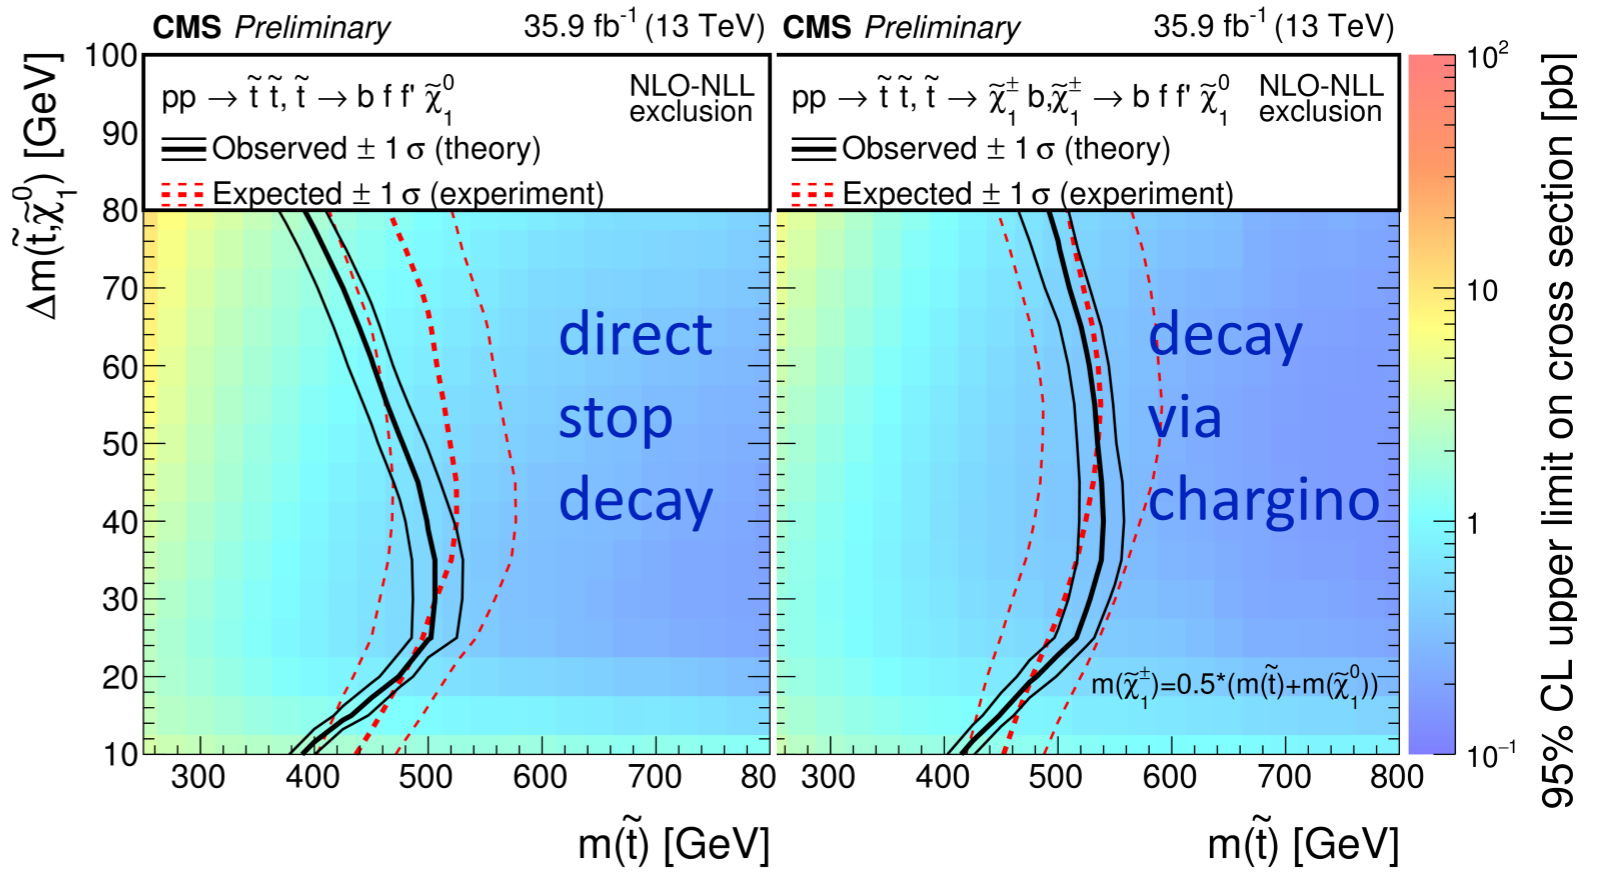 CMS Preliminary 35.9 fb⁻¹ (13 TeV)
pp → t̃ t̃, t̃ → b f f' χ̃₁⁰ NLO-NLL exclusion
Observed ± 1 σ (theory)
Expected ± 1 σ (experiment)
Δm(t̃,χ̃₁⁰) [GeV]
100
90
80
70
60
50
40
30
20
10
direct
stop
decay
300 400 500 600 700 80
m(t̃) [GeV]
CMS Preliminary 35.9 fb⁻¹ (13 TeV)
pp → t̃ t̃, t̃ → χ̃₁± b,χ̃₁± → b f f' χ̃₁⁰ NLO-NLL exclusion
Observed ± 1 σ (theory)
Expected ± 1 σ (experiment)
decay
via
chargino
m(χ̃₁±)=0.5*(m(t̃)+m(χ̃₁⁰))
300 400 500 600 700 800
m(t̃) [GeV]
10²
10
1
10⁻¹
95% CL upper limit on cross section [pb]